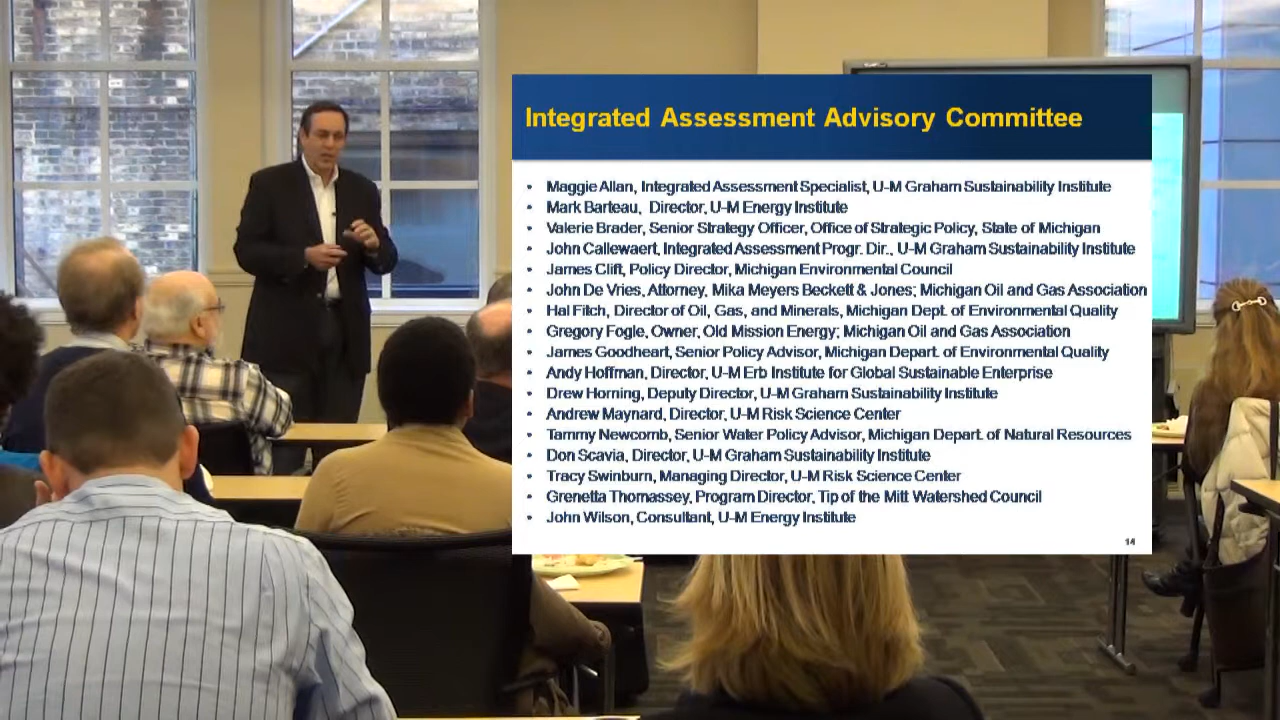 Integrated Assessment Advisory Committee
• Maggie Allan, Integrated Assessment Specialist, U-M Graham Sustainability Institute
• Mark Barteau, Director, U-M Energy Institute
• Valerie Brader, Senior Strategy Officer, Office of Strategic Policy, State of Michigan
• John Callewaert, Integrated Assessment Progr. Dir., U-M Graham Sustainability Institute
• James Clift, Policy Director, Michigan Environmental Council
• John De Vries, Attorney, Mika Meyers Beckett & Jones; Michigan Oil and Gas Association
• Hal Fitch, Director of Oil, Gas, and Minerals, Michigan Dept. of Environmental Quality
• Gregory Fogle, Owner, Old Mission Energy; Michigan Oil and Gas Association
• James Goodheart, Senior Policy Advisor, Michigan Depart. of Environmental Quality
• Andy Hoffman, Director, U-M Erb Institute for Global Sustainable Enterprise
• Drew Horning, Deputy Director, U-M Graham Sustainability Institute
• Andrew Maynard, Director, U-M Risk Science Center
• Tammy Newcomb, Senior Water Policy Advisor, Michigan Depart. of Natural Resources
• Don Scavia, Director, U-M Graham Sustainability Institute
• Tracy Swinburn, Managing Director, U-M Risk Science Center
• Grenetta Thomassey, Program Director, Tip of the Mitt Watershed Council
• John Wilson, Consultant, U-M Energy Institute
14